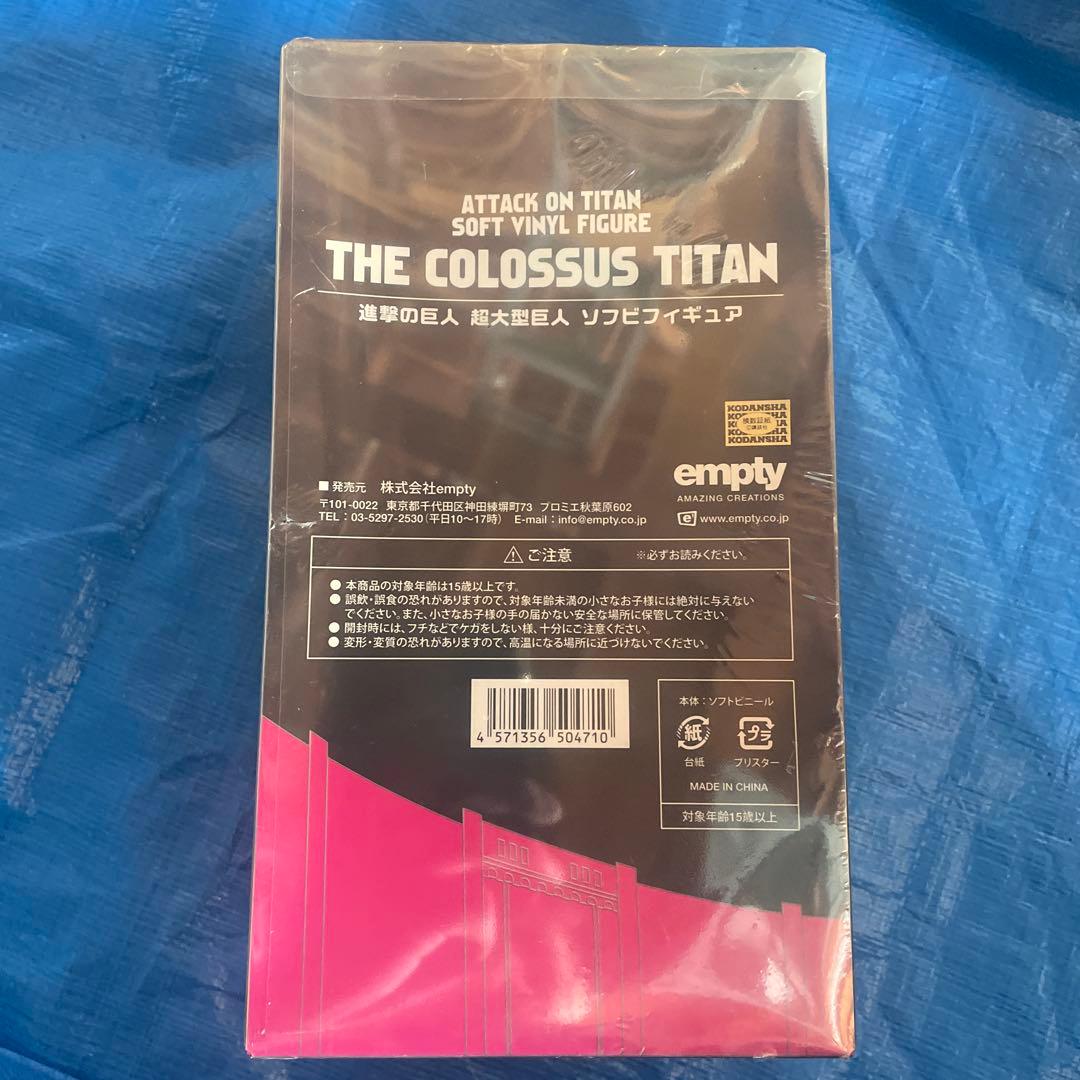 ATTACK ON TITAN
SOFT VINYL FIGURE
THE COLOSSUS TITAN
進撃の巨人 超大型巨人 ソフビフィギュア
KODANSHA
検数証紙
©講談社
KODANSHA
empty
AMAZING CREATIONS
e www.empty.co.jp
■ 発売元 株式会社empty
〒101-0022 東京都千代田区神田練塀町73 プロミエ秋葉原602
TEL：03-5297-2530（平日10〜17時） E-mail：info@empty.co.jp
ご注意 ※必ずお読みください。
● 本商品の対象年齢は15歳以上です。
● 誤飲・誤食の恐れがありますので、対象年齢未満の小さなお子様には絶対に与えない
でください。また、小さなお子様の手の届かない安全な場所に保管してください。
● 開封時には、フチなどでケガをしない様、十分にご注意ください。
● 変形・変質の恐れがありますので、高温になる場所に近づけないでください。
4 571356 504710
本体：ソフトビニール
紙 プラ
台紙 ブリスター
MADE IN CHINA
対象年齢15歳以上